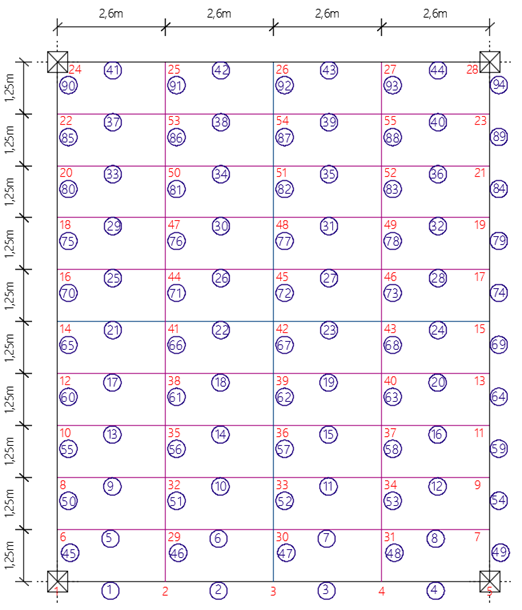 2,6m 2,6m 2,6m 2,6m
24 41 25 42 26 43 27 44 28
1,25m 90 91 92 93 94
22 37 53 38 54 39 55 40 23
1,25m 85 86 87 88 89
20 33 50 34 51 35 52 36 21
1,25m 80 81 82 83 84
18 29 47 30 48 31 49 32 19
1,25m 75 76 77 78 79
16 25 44 26 45 27 46 28 17
1,25m 70 71 72 73 74
14 21 41 22 42 23 43 24 15
1,25m 65 66 67 68 69
12 17 38 18 39 19 40 20 13
1,25m 60 61 62 63 64
10 13 35 14 36 15 37 16 11
1,25m 55 56 57 58 59
8 9 32 10 33 11 34 12 9
1,25m 50 51 52 53 54
6 5 29 6 30 7 31 8 7
1,25m 45 46 47 48 49
1 2 2 3 3 4 4